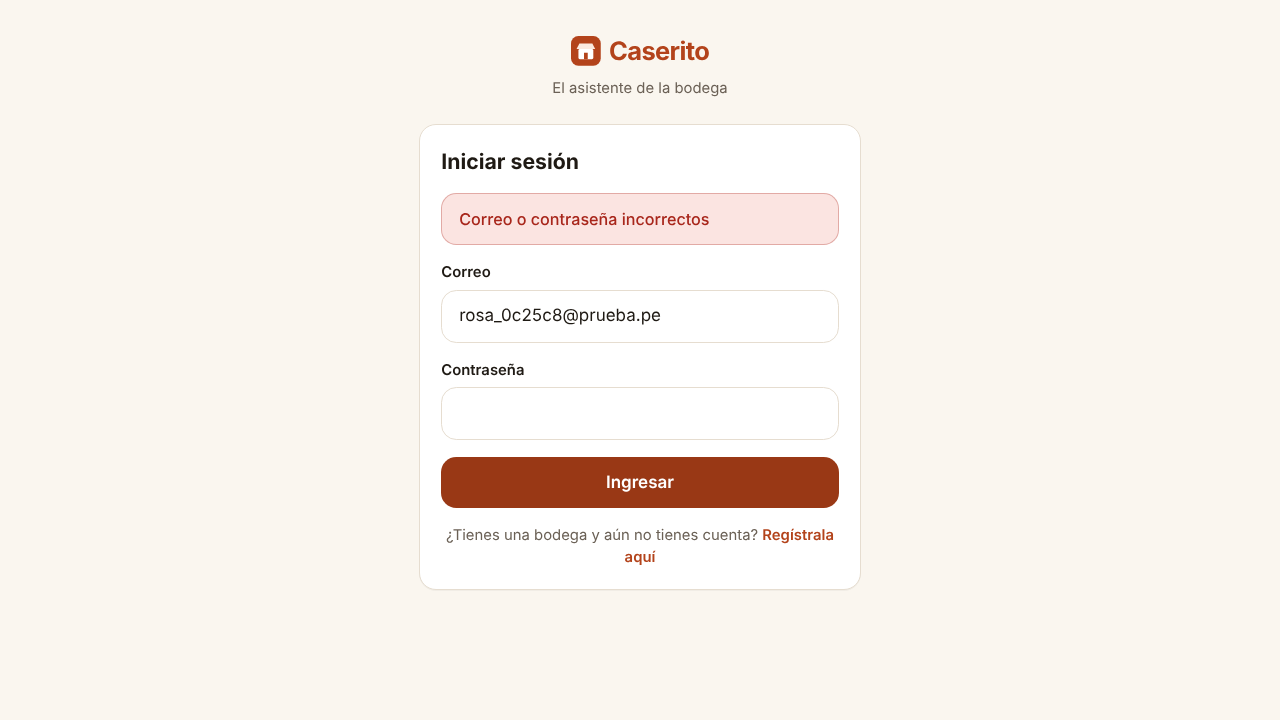 Caserito
El asistente de la bodega
Iniciar sesión
Correo o contraseña incorrectos
Correo
rosa_0c25c8@prueba.pe
Contraseña
Ingresar
¿Tienes una bodega y aún no tienes cuenta? Regístrala
aquí